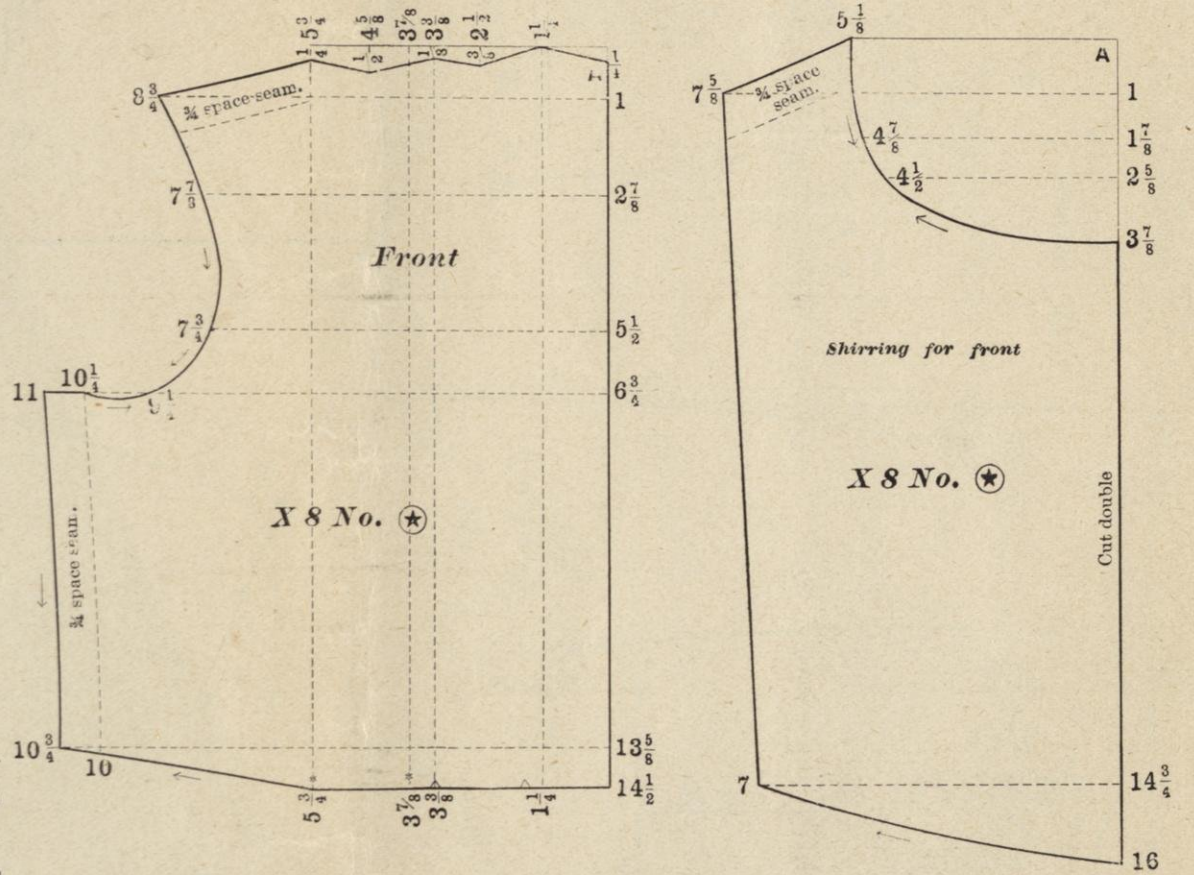 5 3/4 4 5/8 3 7/8 3 3/8 2 1/2 1 1/4
1/4 1/2 1/8 3/8 1/4
A
8 3/4 1
¾ space seam.
7 7/8 2 7/8
Front
7 3/4 5 1/2
11 10 1/4 9 1/4 6 3/4
X 8 No.
¾ space seam.
10 3/4 10 13 5/8
5 3/4 3 7/8 3 3/8 1 1/4 14 1/2
5 1/8
A
7 5/8 1
¾ space
seam.
4 7/8 1 7/8
4 1/2 2 5/8
3 7/8
Shirring for front
X 8 No.
Cut double
7 14 3/4
16